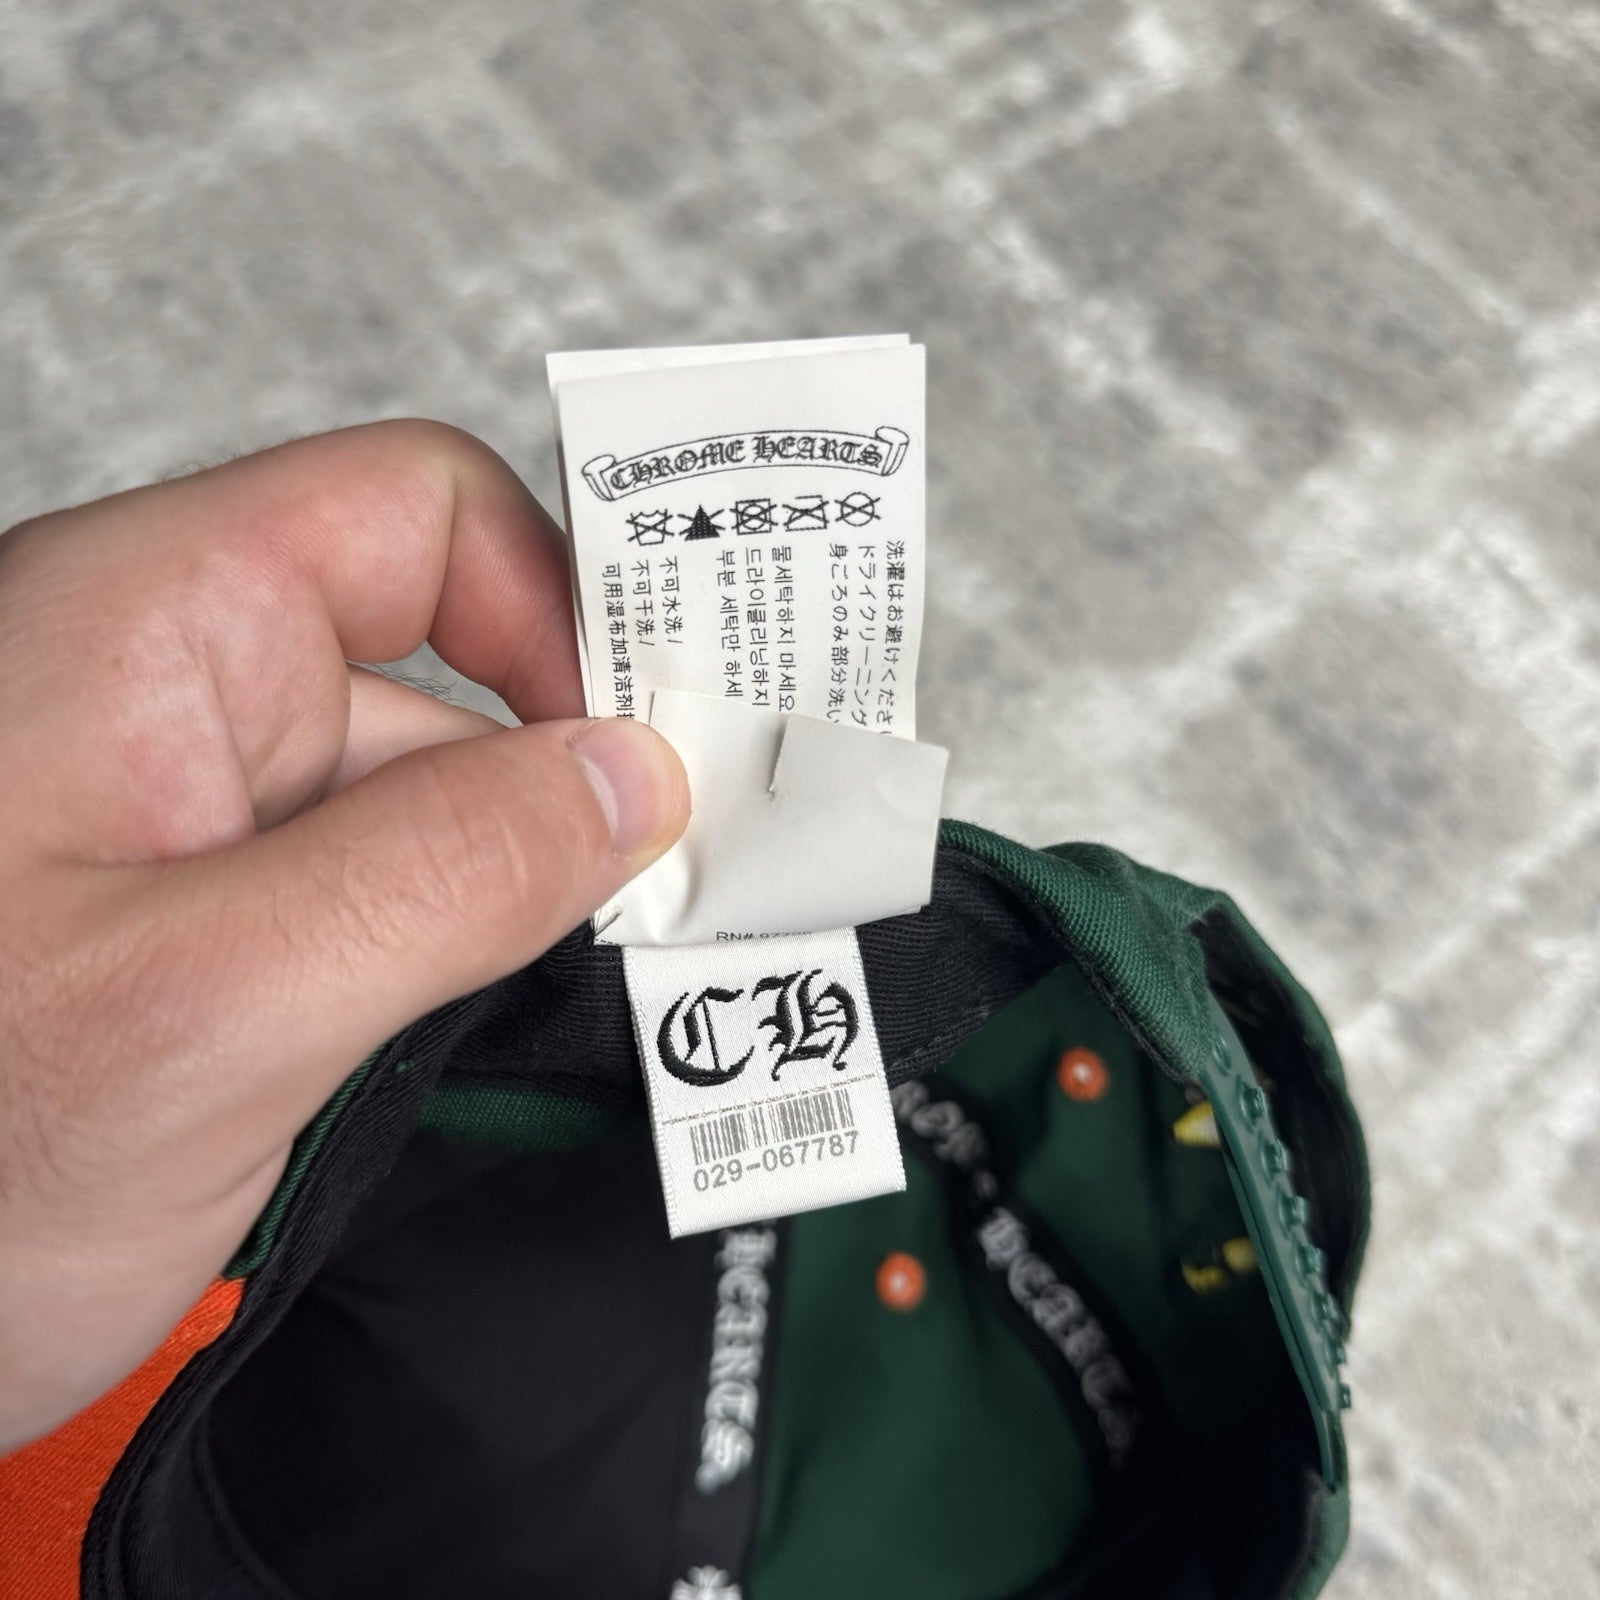 CHROME HEARTS
洗濯はお避けくださ
ドライクリーニング
身ごろのみ部分洗い
물세탁하지 마세요
드라이클리닝하지
부분 세탁만 하세
不可水洗/
不可干洗/
可用湿布加清洁剂
RN#
CH
029-067787
HEARTS
HEARTS